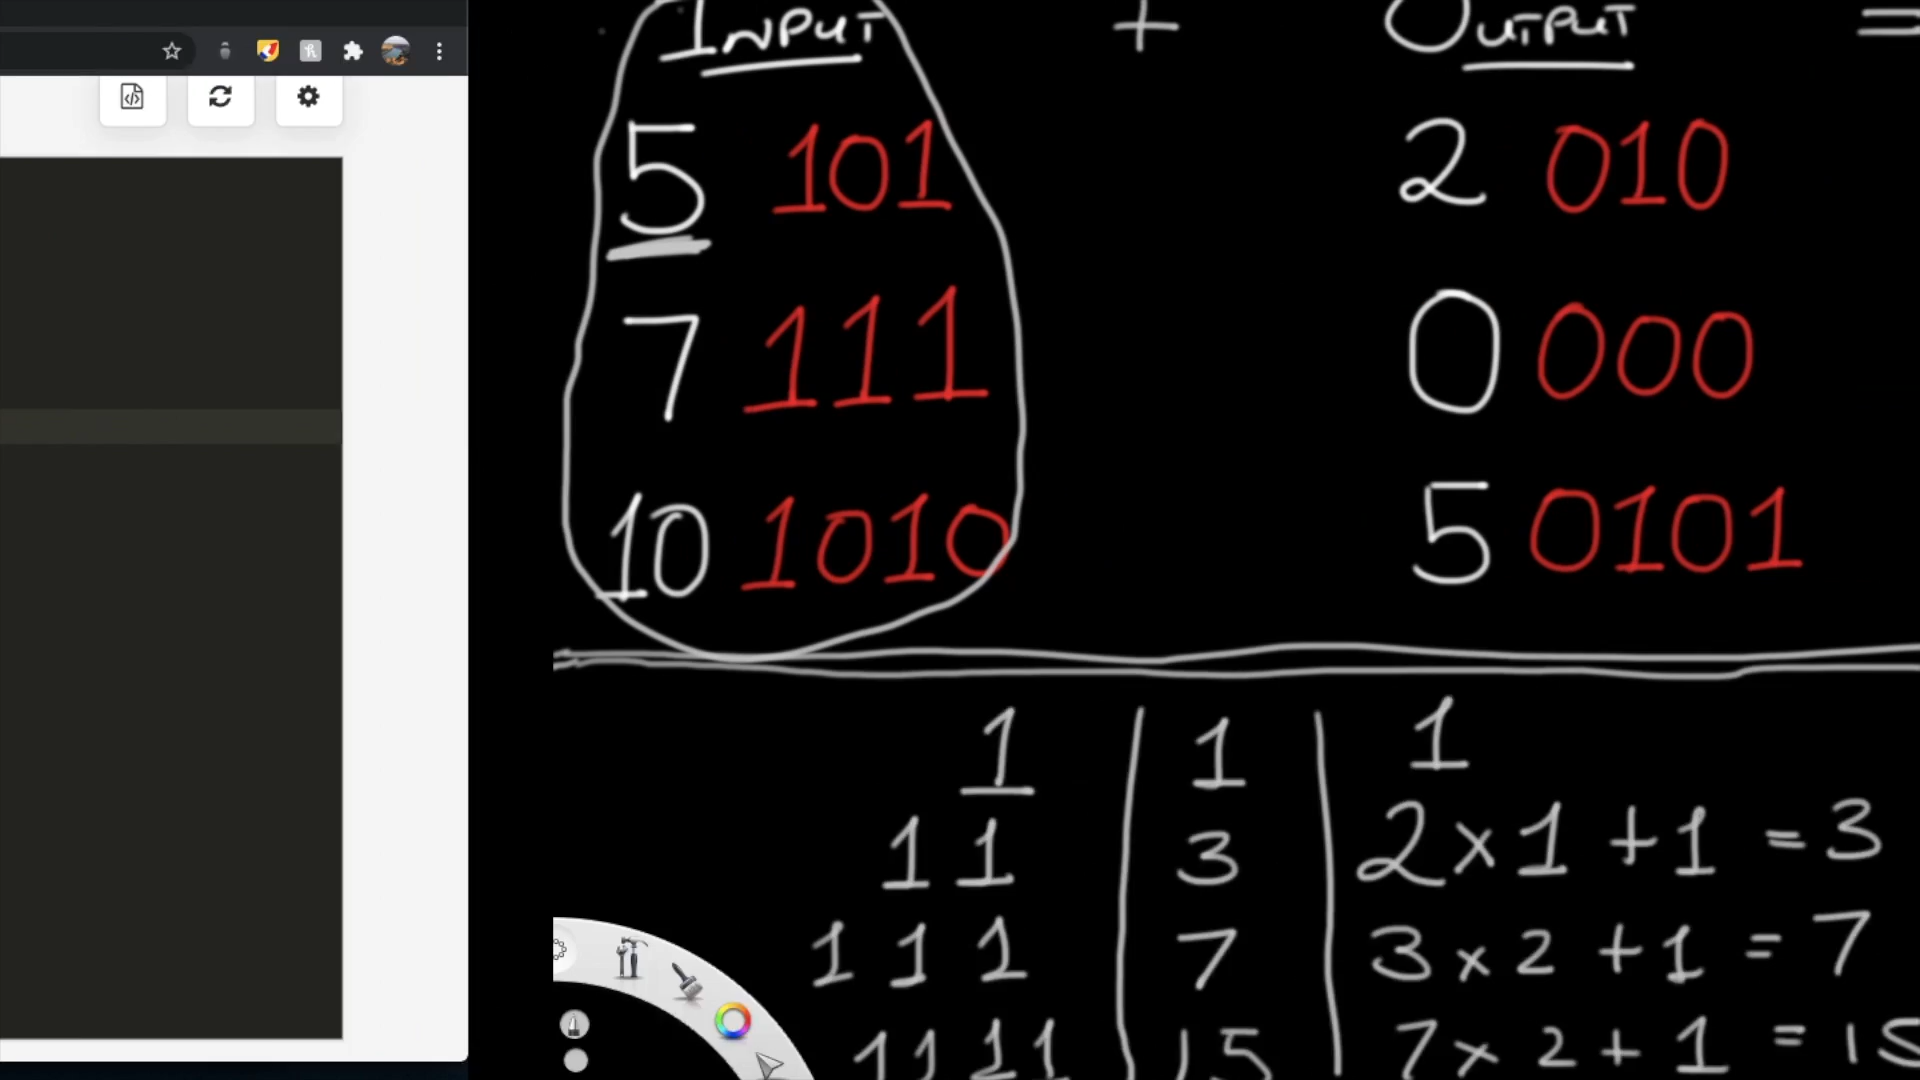 INPUT + OUTPUT =
5 101 2 010
7 111 0 000
10 1010 5 0101
1 1 1
11 3 2×1+1=3
111 7 3×2+1=7
1111 15 7×2+1=15